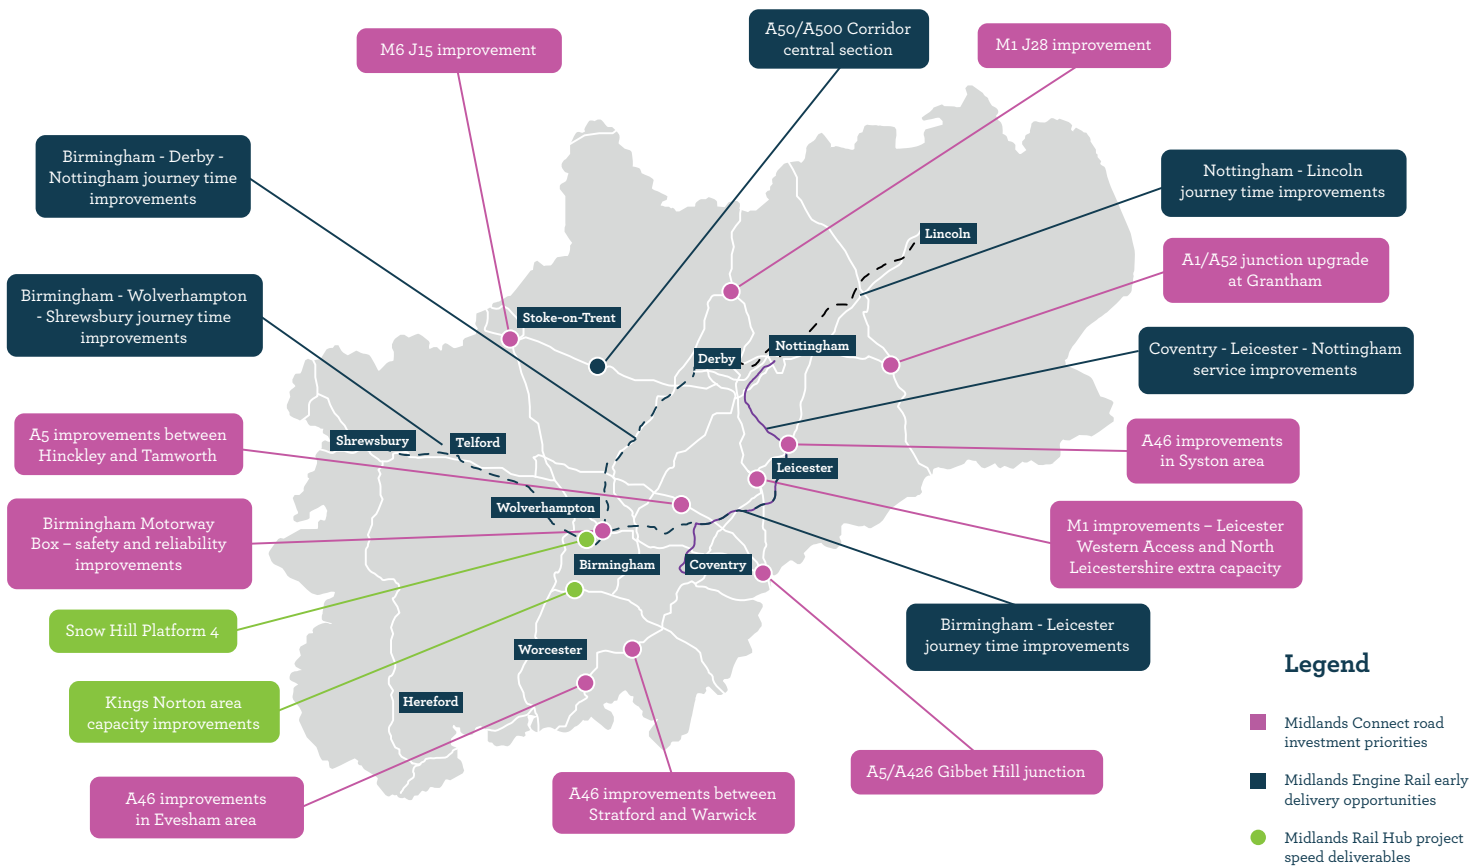 A50/A500 Corridor
central section
M6 J15 improvement
M1 J28 improvement
Birmingham - Derby -
Nottingham journey time
improvements
Nottingham - Lincoln
journey time improvements
Lincoln
A1/A52 junction upgrade
at Grantham
Birmingham - Wolverhampton
- Shrewsbury journey time
improvements
Stoke-on-Trent
Nottingham
Derby
Coventry - Leicester - Nottingham
service improvements
A5 improvements between
Hinckley and Tamworth
Shrewsbury
Telford
A46 improvements
in Syston area
Leicester
Wolverhampton
Birmingham Motorway
Box – safety and reliability
improvements
M1 improvements – Leicester
Western Access and North
Leicestershire extra capacity
Birmingham
Coventry
Snow Hill Platform 4
Birmingham - Leicester
journey time improvements
Worcester
Hereford
Kings Norton area
capacity improvements
A5/A426 Gibbet Hill junction
A46 improvements
in Evesham area
A46 improvements between
Stratford and Warwick
Legend
Midlands Connect road
investment priorities
Midlands Engine Rail early
delivery opportunities
Midlands Rail Hub project
speed deliverables